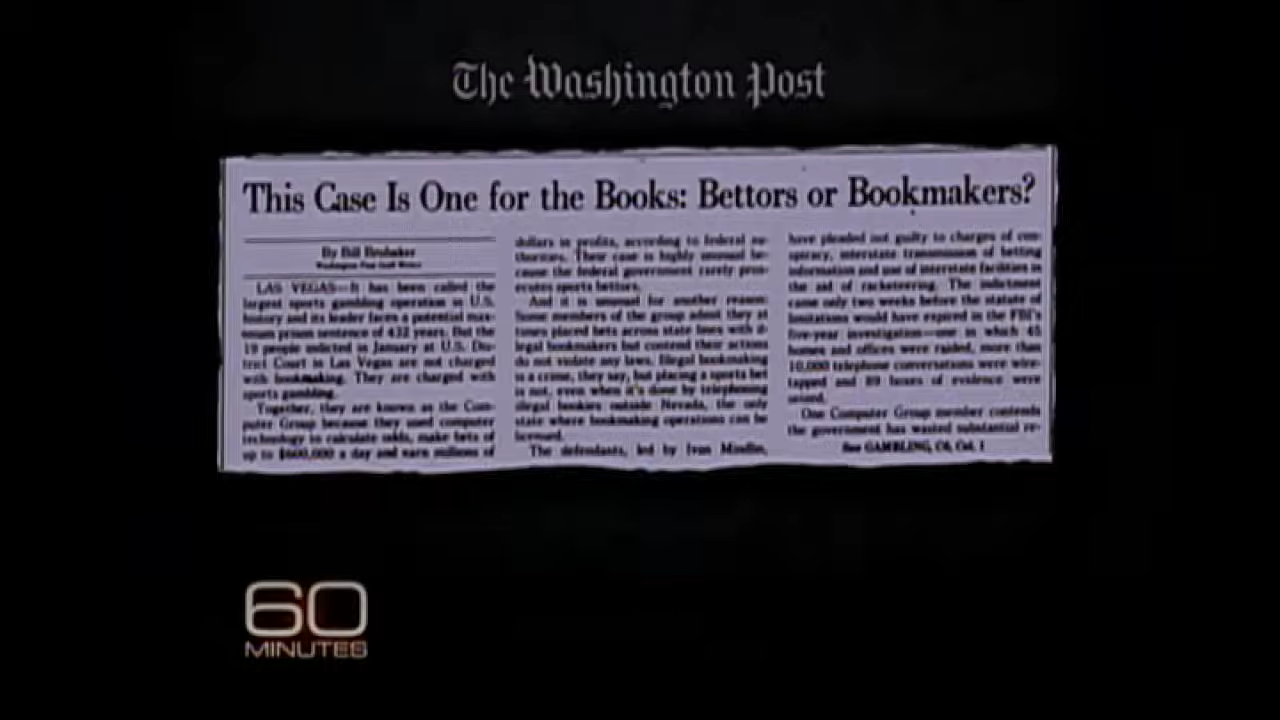 The Washington Post
This Case Is One for the Books: Bettors or Bookmakers?
By Bill Brubaker
Washington Post Staff Writer
LAS VEGAS—It has been called the
largest sports gambling operation in U.S.
history and its leader faces a potential max-
imum prison sentence of 432 years. But the
19 people indicted in January at U.S. Dis-
trict Court in Las Vegas are not charged
with bookmaking. They are charged with
sports gambling.
Together, they are known as the Com-
puter Group because they used computer
technology to calculate odds, make bets of
up to $600,000 a day and earn millions of
dollars in profits, according to federal au-
thorities. Their case is highly unusual be-
cause the federal government rarely pros-
ecutes sports bettors.
And it is unusual for another reason:
Some members of the group admit they at
times placed bets across state lines with il-
legal bookmakers but contend their actions
do not violate any laws. Illegal bookmaking
is a crime, they say, but placing a sports bet
is not, even when it's done by telephoning
illegal bookies outside Nevada, the only
state where bookmaking operations can be
licensed.
The defendants, led by Ivan Mindlin,
have pleaded not guilty to charges of con-
spiracy, interstate transmission of betting
information and use of interstate facilities in
the aid of racketeering. The indictment
came only two weeks before the statute of
limitations would have expired in the FBI's
five-year investigation—one in which 45
homes and offices were raided, more than
10,000 telephone conversations were wire-
tapped and 89 boxes of evidence were
seized.
One Computer Group member contends
the government has wasted substantial re-
See GAMBLING, C6, Col. 1
60
MINUTES